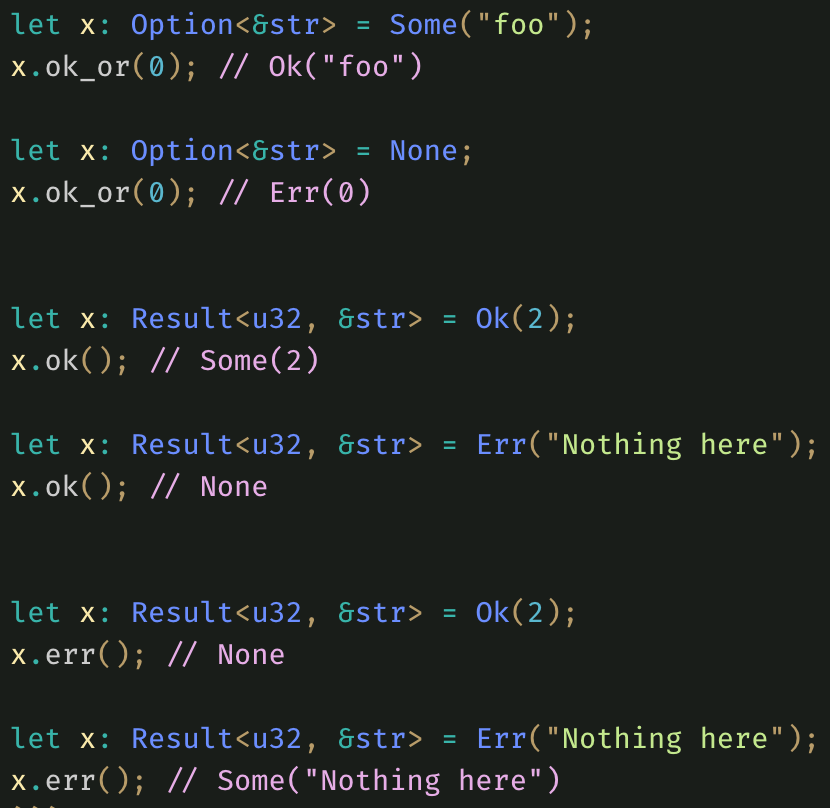 let x: Option<&str> = Some("foo");
x.ok_or(0); // Ok("foo")
let x: Option<&str> = None;
x.ok_or(0); // Err(0)
let x: Result<u32, &str> = Ok(2);
x.ok(); // Some(2)
let x: Result<u32, &str> = Err("Nothing here");
x.ok(); // None
let x: Result<u32, &str> = Ok(2);
x.err(); // None
let x: Result<u32, &str> = Err("Nothing here");
x.err(); // Some("Nothing here")